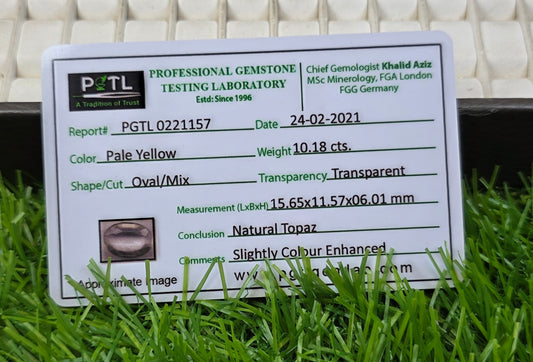 PGTL
A Tradition of Trust
PROFESSIONAL GEMSTONE
TESTING LABORATORY
Estd: Since 1996
Chief Gemologist Khalid Aziz
MSc Minerology, FGA London
FGG Germany
Report# PGTL 0221157 Date 24-02-2021
Color Pale Yellow Weight 10.18 cts.
Shape/Cut Oval/Mix Transparency Transparent
Measurement (LxBxH) 15.65x11.57x06.01 mm
Conclusion Natural Topaz
Comments Slightly Colour Enhanced
Approximate Image